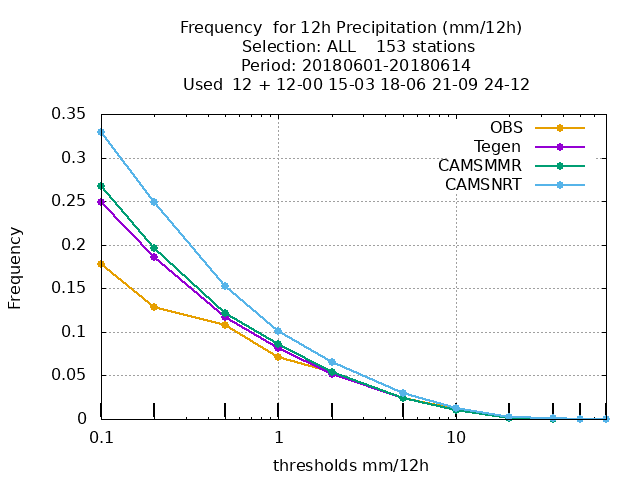 Frequency  for 12h Precipitation (mm/12h)
Selection: ALL    153 stations
Period: 20180601-20180614
Used  12 + 12-00 15-03 18-06 21-09 24-12
OBS
Tegen
CAMSMMR
CAMSNRT
Frequency
0.35
0.3
0.25
0.2
0.15
0.1
0.05
0
0.1 1 10
thresholds mm/12h